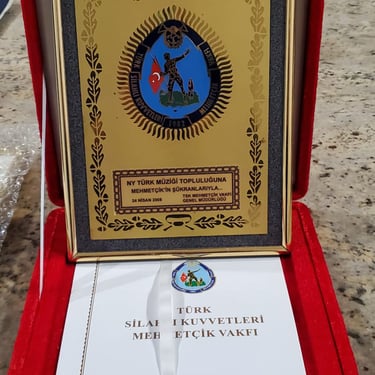 NY TÜRK MÜZİĞİ TOPLULUĞUNA
MEHMETÇİK'İN ŞÜKRANLARIYLA...
24 NİSAN 2008 TSK MEHMETÇİK VAKFI
GENEL MÜDÜRLÜĞÜ
TÜRK
SİLAHLI KUVVETLERİ
MEHMETÇİK VAKFI